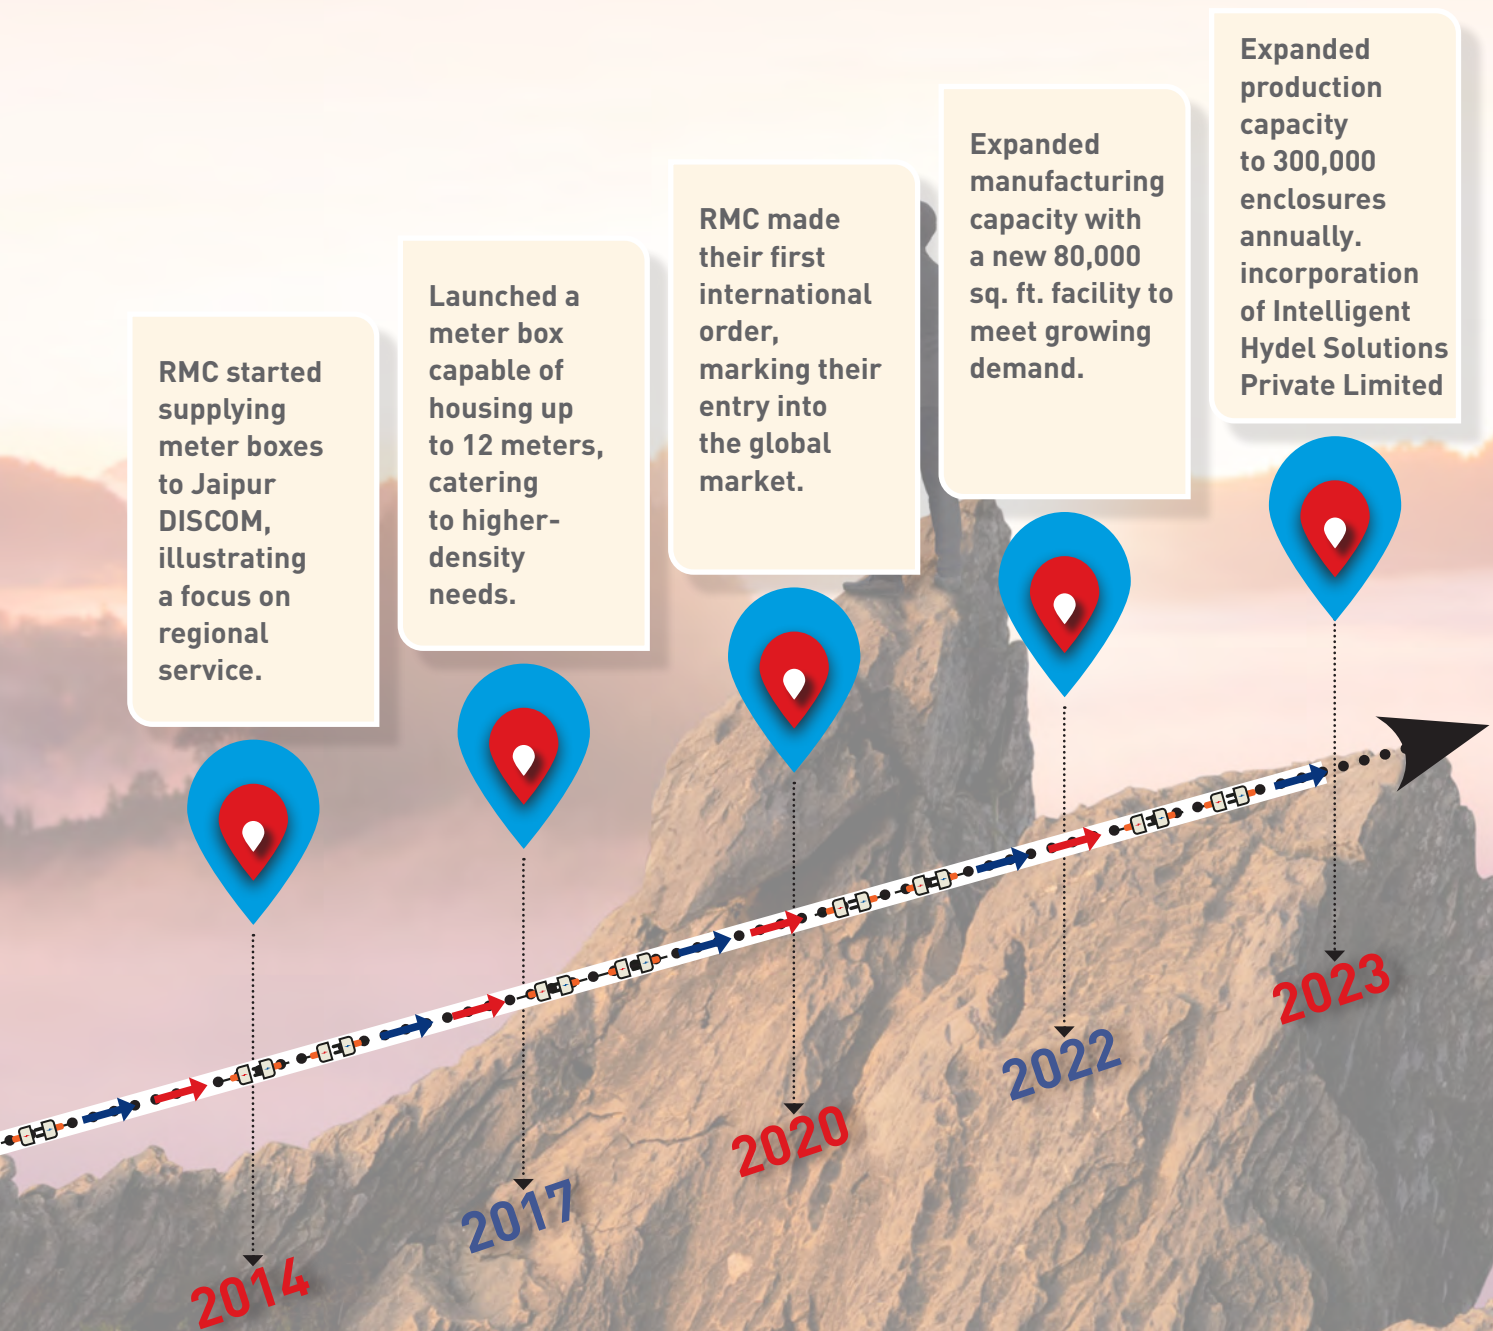 RMC started
supplying
meter boxes
to Jaipur
DISCOM,
illustrating
a focus on
regional
service.
2014
Launched a
meter box
capable of
housing up
to 12 meters,
catering
to higher-
density
needs.
2017
RMC made
their first
international
order,
marking their
entry into
the global
market.
2020
Expanded
manufacturing
capacity with
a new 80,000
sq. ft. facility to
meet growing
demand.
2022
Expanded
production
capacity
to 300,000
enclosures
annually.
incorporation
of Intelligent
Hydel Solutions
Private Limited
2023